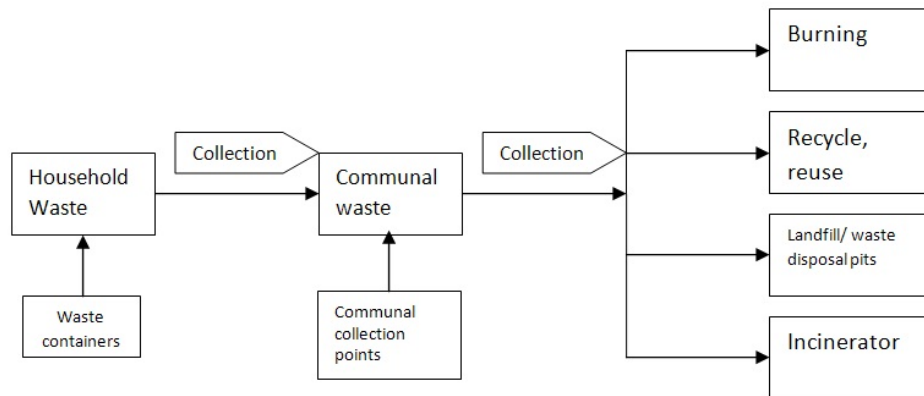 Household
Waste
Waste
containers
Collection
Communal
waste
Communal
collection
points
Collection
Burning
Recycle,
reuse
Landfill/ waste
disposal pits
Incinerator